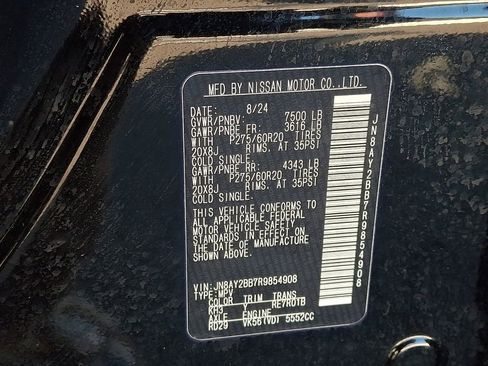 MFD BY NISSAN MOTOR CO.,LTD.
DATE: 8/24
GVWR/PNBV: 7500 LB
GAWR/PNBE FR: 3616 LB
WITH P275/60R20 TIRES
20X8J RIMS. AT 35PSI
COLD SINGLE.
GAWR/PNBE RR: 4343 LB
WITH P275/60R20 TIRES
20X8J RIMS. AT 35PSI
COLD SINGLE.
THIS VEHICLE CONFORMS TO
ALL APPLICABLE FEDERAL
MOTOR VEHICLE SAFETY
STANDARDS IN EFFECT ON
THE DATE OF MANUFACTURE
SHOWN ABOVE.
VIN:JN8AY2BB7R9854908
TYPE:MPV
COLOR TRIM TRANS
KH3 Y RE7R01B
AXLE ENGINE
RD29 VK56(VD) 5552CC
JN8AY2BB7R9854908